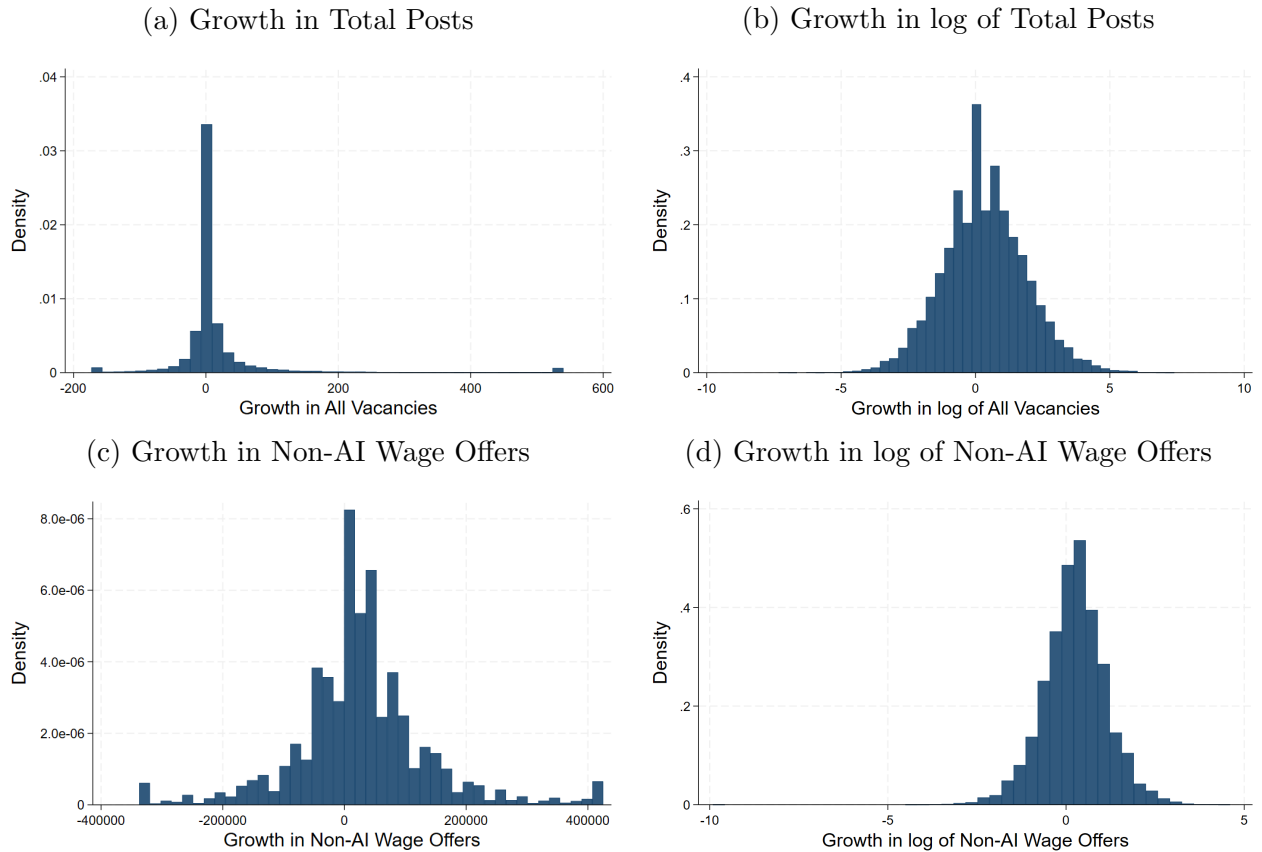 (a) Growth in Total Posts
.04
.03
.02
.01
0
Density
-200
0
200
400
600
Growth in All Vacancies
(b) Growth in log of Total Posts
.4
.3
.2
.1
0
Density
-10
-5
0
5
10
Growth in log of All Vacancies
(c) Growth in Non-AI Wage Offers
8.0e-06
6.0e-06
4.0e-06
2.0e-06
0
Density
-400000
-200000
0
200000
400000
Growth in Non-AI Wage Offers
(d) Growth in log of Non-AI Wage Offers
.6
.4
.2
0
Density
-10
-5
0
5
Growth in log of Non-AI Wage Offers